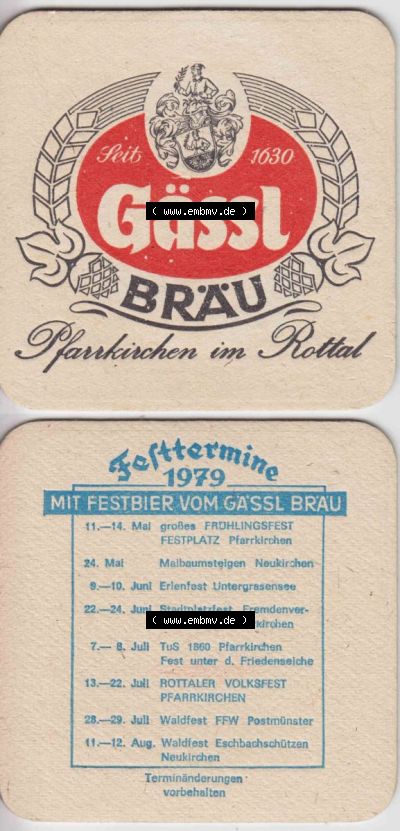 Seit 1630
Gässl
( www.embmv.de )
BRÄU
Pfarrkirchen im Rottal
Festtermine
1979
MIT FESTBIER VOM GÄSSL BRÄU
11.—14. Mai großes FRÜHLINGSFEST
FESTPLATZ Pfarrkirchen
24. Mai Maibaumsteigen Neukirchen
9.—10. Juni Erlenfest Untergrasensee
22.—24. Juni Stadtplatzfest Fremdenver-
( www.embmv.de ) kirchen
7.— 8. Juli TuS 1860 Pfarrkirchen
Fest unter d. Friedenseiche
13.—22. Juli ROTTALER VOLKSFEST
PFARRKIRCHEN
28.—29. Juli Waldfest FFW Postmünster
11.—12. Aug. Waldfest Eschbachschützen
Neukirchen
Terminänderungen
vorbehalten